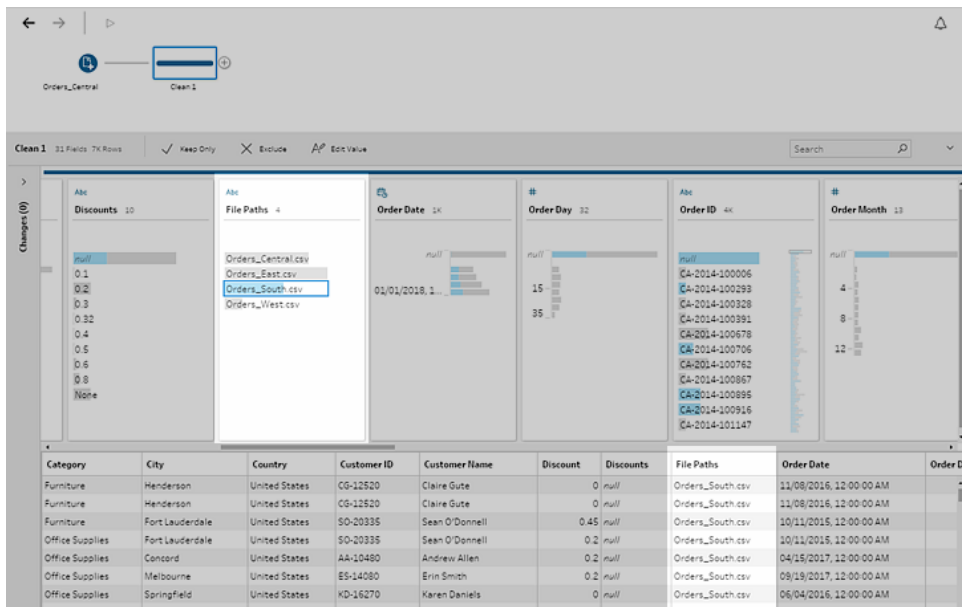 Orders_Central
Clean 1
Clean 1 31 Fields 7K Rows Keep Only Exclude Edit Value Search
Changes (0)
Abc
Discounts 10
null
0.1
0.2
0.3
0.32
0.4
0.5
0.6
0.8
None
Abc
File Paths 4
Orders_Central.csv
Orders_East.csv
Orders_South.csv
Orders_West.csv
Order Date 1K
null
01/01/2018, 1...
#
Order Day 32
null
15
35
Abc
Order ID 4K
null
CA-2014-100006
CA-2014-100293
CA-2014-100328
CA-2014-100391
CA-2014-100678
CA-2014-100706
CA-2014-100762
CA-2014-100867
CA-2014-100895
CA-2014-100916
CA-2014-101147
#
Order Month 13
null
4
8
12
Category City Country Customer ID Customer Name Discount Discounts File Paths Order Date Order D
Furniture Henderson United States CG-12520 Claire Gute 0 null Orders_South.csv 11/08/2016, 12:00:00 AM
Furniture Henderson United States CG-12520 Claire Gute 0 null Orders_South.csv 11/08/2016, 12:00:00 AM
Furniture Fort Lauderdale United States SO-20335 Sean O'Donnell 0.45 null Orders_South.csv 10/11/2015, 12:00:00 AM
Office Supplies Fort Lauderdale United States SO-20335 Sean O'Donnell 0.2 null Orders_South.csv 10/11/2015, 12:00:00 AM
Office Supplies Concord United States AA-10480 Andrew Allen 0.2 null Orders_South.csv 04/15/2017, 12:00:00 AM
Office Supplies Melbourne United States ES-14080 Erin Smith 0.2 null Orders_South.csv 09/19/2017, 12:00:00 AM
Office Supplies Springfield United States KD-16270 Karen Daniels 0 null Orders_South.csv 06/04/2016, 12:00:00 AM